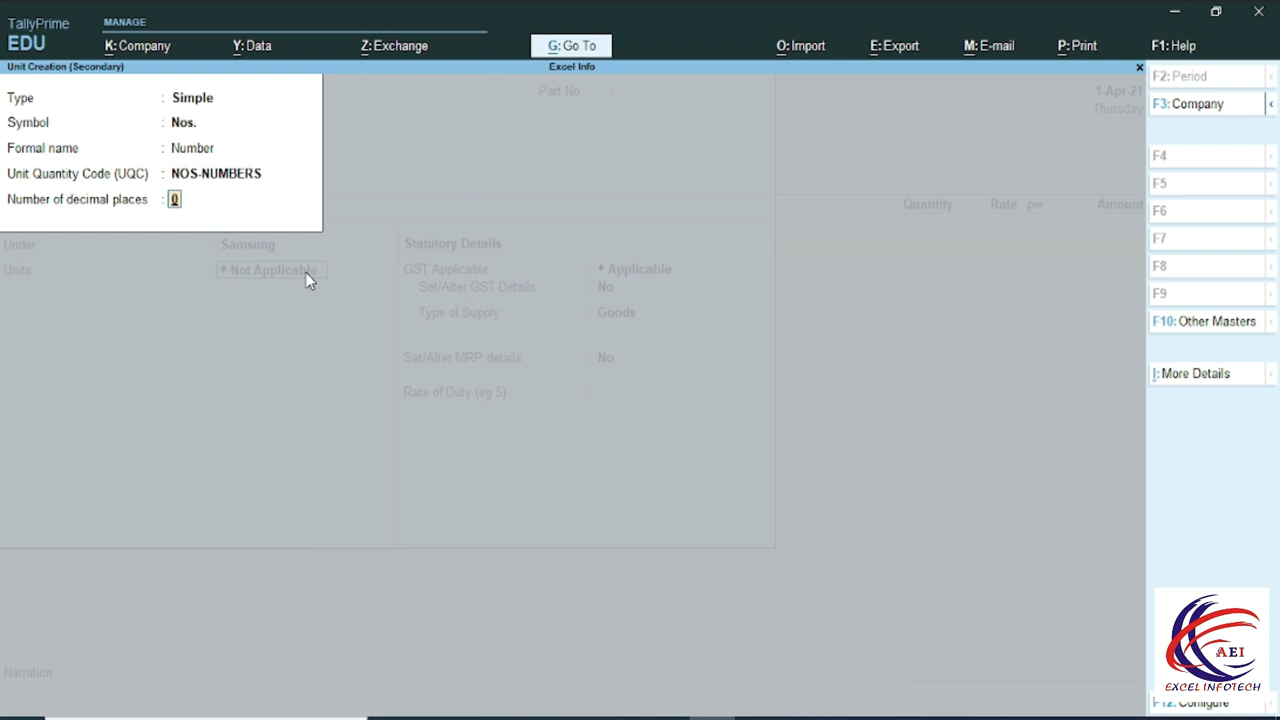 TallyPrime
EDU
MANAGE
K: Company
Y: Data
Z: Exchange
G: Go To
O: Import
E: Export
M: E-mail
P: Print
F1: Help
Unit Creation (Secondary)
Excel Info
×
Type : Simple
Symbol : Nos.
Formal name : Number
Unit Quantity Code (UQC) : NOS-NUMBERS
Number of decimal places : 0
Part No. :
1-Apr-21
Thursday
Quantity Rate per Amount
Under : Samsung
Units : ♦ Not Applicable
Statutory Details
GST Applicable : ♦ Applicable
Set/Alter GST Details : No
Type of Supply : Goods
Set/Alter MRP details : No
Rate of Duty (eg 5) :
Narration:
F2: Period
F3: Company
F4
F5
F6
F7
F8
F9
F10: Other Masters
I: More Details
F12: Configure
AEI
EXCEL INFOTECH